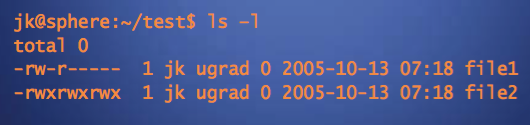 jk@sphere:~/test$ ls -l
total 0
-rw-r-----  1 jk ugrad 0 2005-10-13 07:18 file1
-rwxrwxrwx  1 jk ugrad 0 2005-10-13 07:18 file2